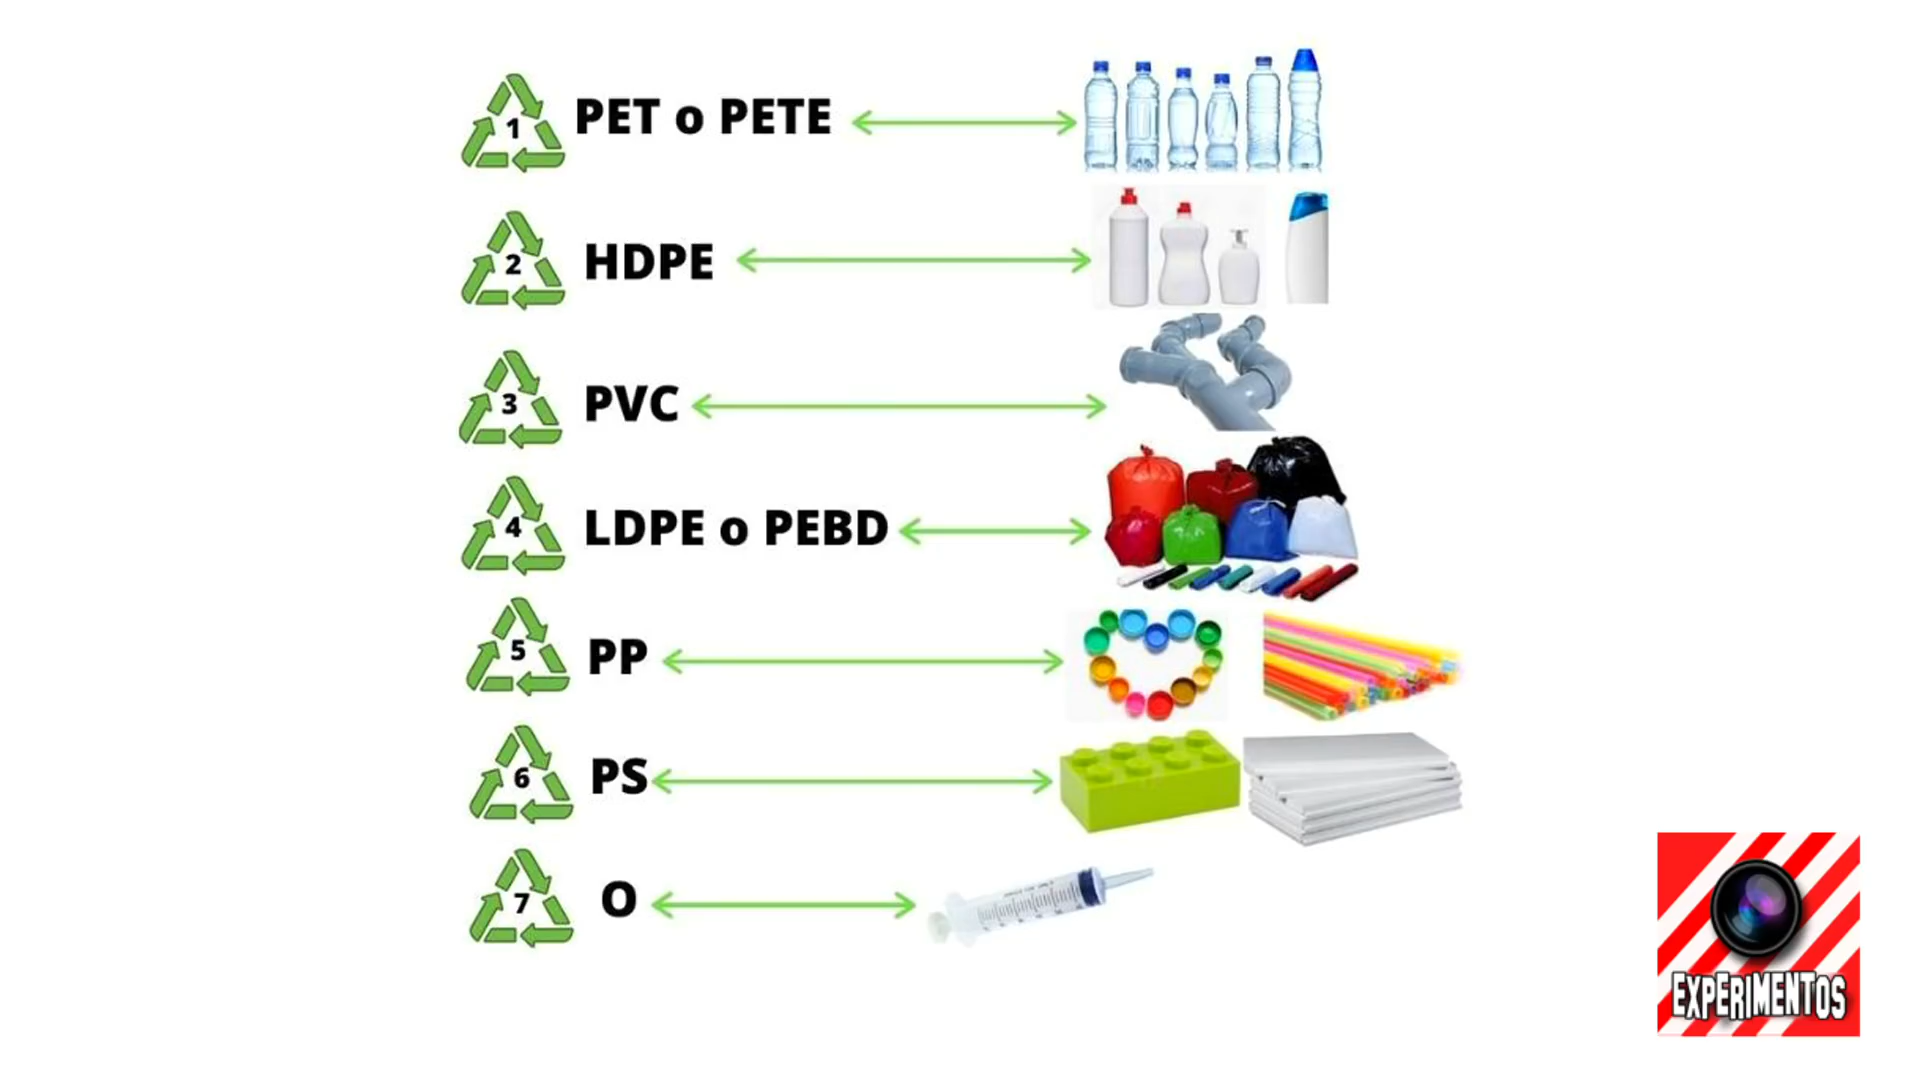 1 PET o PETE
2 HDPE
3 PVC
4 LDPE o PEBD
5 PP
6 PS
7 O
EXPERIMENTOS